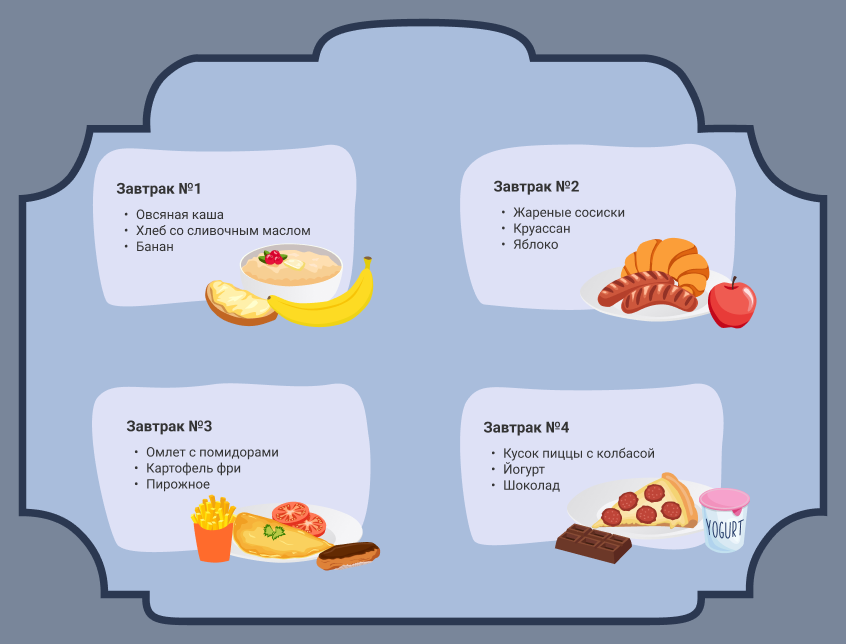 Завтрак №1
• Овсяная каша
• Хлеб со сливочным маслом
• Банан
Завтрак №2
• Жареные сосиски
• Круассан
• Яблоко
Завтрак №3
• Омлет с помидорами
• Картофель фри
• Пирожное
Завтрак №4
• Кусок пиццы с колбасой
• Йогурт
• Шоколад
YOGURT